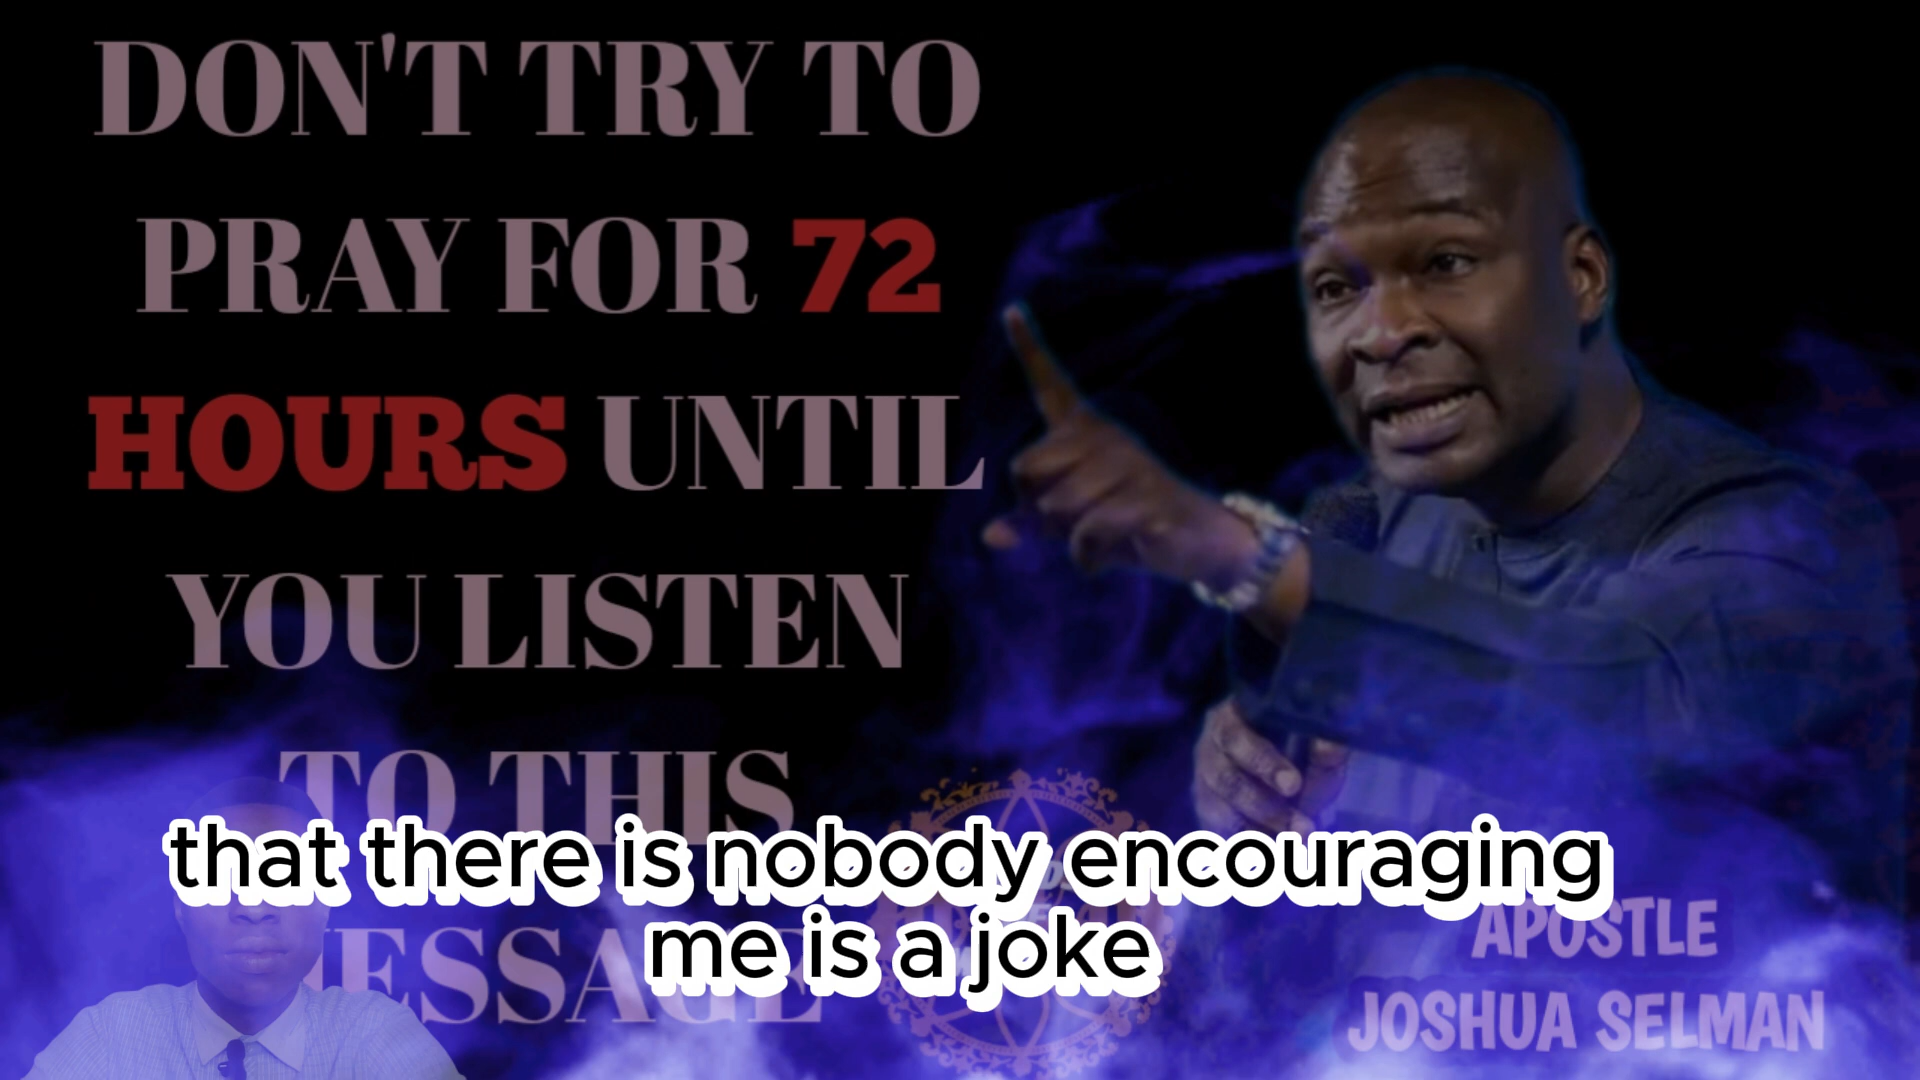 DON'T TRY TO
PRAY FOR 72
HOURS UNTIL
YOU LISTEN
TO THIS
MESSAGE
that there is nobody encouraging
me is a joke
APOSTLE
JOSHUA SELMAN